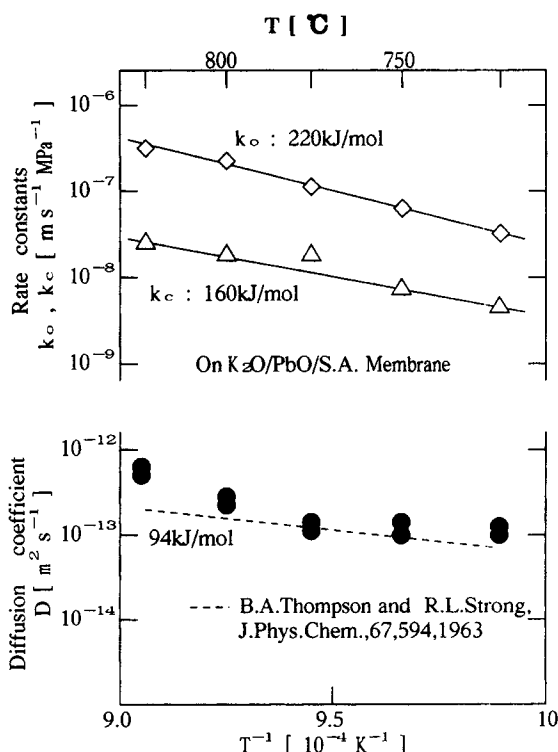 T [ ℃ ]
800 750
10⁻⁶
10⁻⁷
10⁻⁸
10⁻⁹
Rate constants
kₒ , k꜀ [ m s⁻¹ MPa⁻¹ ]
kₒ : 220kJ/mol
k꜀ : 160kJ/mol
On K₂O/PbO/S.A. Membrane
10⁻¹²
10⁻¹³
10⁻¹⁴
Diffusion coefficient
D [ m² s⁻¹ ]
94kJ/mol
B.A.Thompson and R.L.Strong,
J.Phys.Chem.,67,594,1963
9.0 9.5 10
T⁻¹ [ 10⁻⁴ K⁻¹ ]